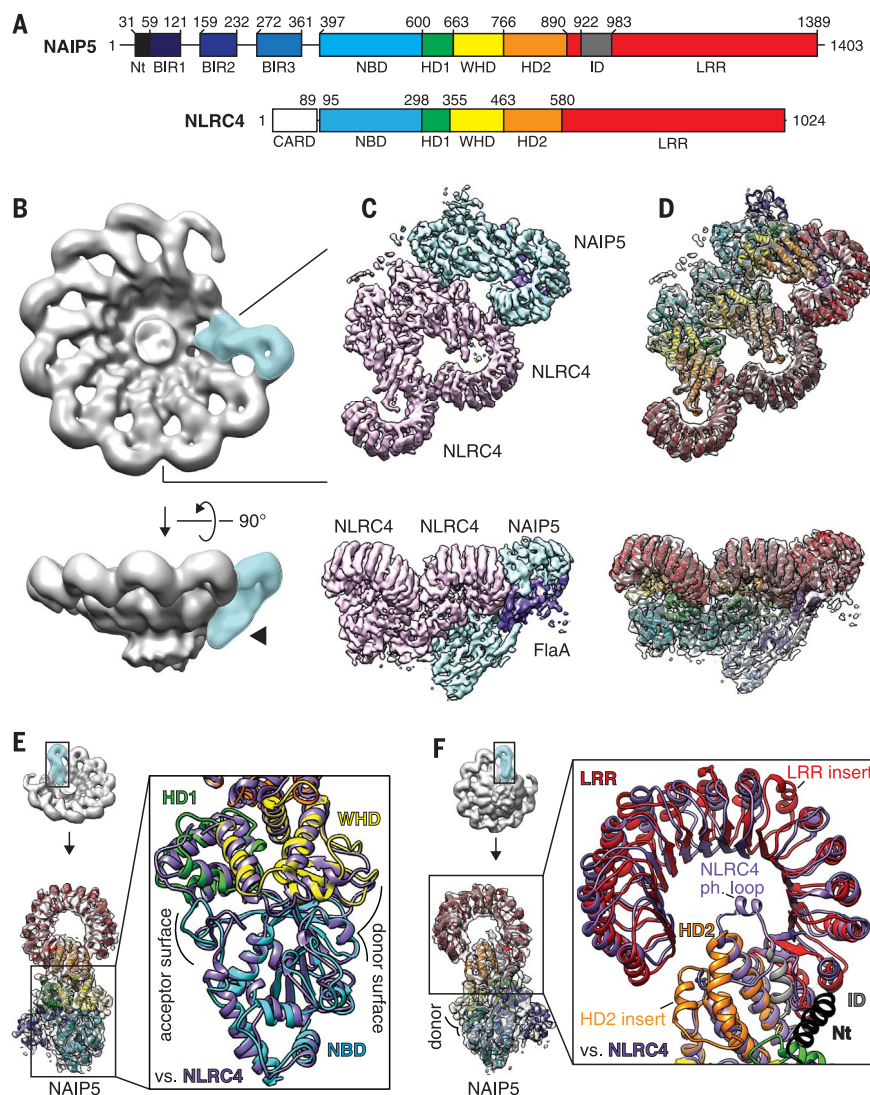 A
31 59 121 159 232 272 361 397 600 663 766 890 922 983 1389
NAIP5 1 1403
Nt BIR1 BIR2 BIR3 NBD HD1 WHD HD2 ID LRR
89 95 298 355 463 580
NLRC4 1 1024
CARD NBD HD1 WHD HD2 LRR
B
C
D
NAIP5
NLRC4
NLRC4
90°
NLRC4 NLRC4 NAIP5
FlaA
E
HD1
WHD
acceptor surface
donor surface
NBD
vs. NLRC4
NAIP5
F
LRR
LRR insert
NLRC4
ph. loop
HD2
HD2 insert
ID
Nt
vs. NLRC4
donor
NAIP5